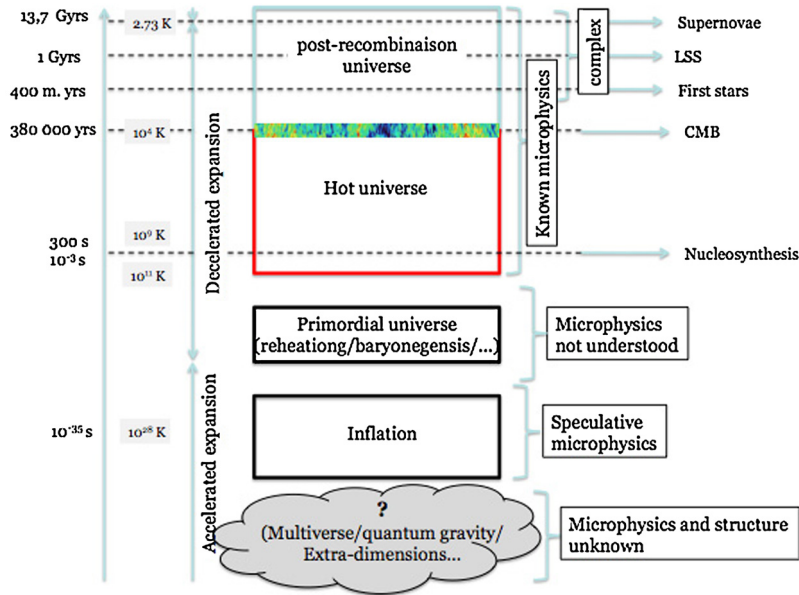 13,7 Gyrs
2.73 K
Supernovae
post-recombinaison
universe
complex
1 Gyrs
LSS
400 m. yrs
First stars
Known microphysics
380 000 yrs
10⁴ K
CMB
Decelerated expansion
Hot universe
10⁹ K
300 s
10⁻³ s
Nucleosynthesis
10¹¹ K
Primordial universe
(reheationg/baryonegensis/...)
Microphysics
not understood
Accelerated expansion
10⁻³⁵ s
10²⁸ K
Inflation
Speculative
microphysics
?
(Multiverse/quantum gravity/
Extra-dimensions...
Microphysics and structure
unknown